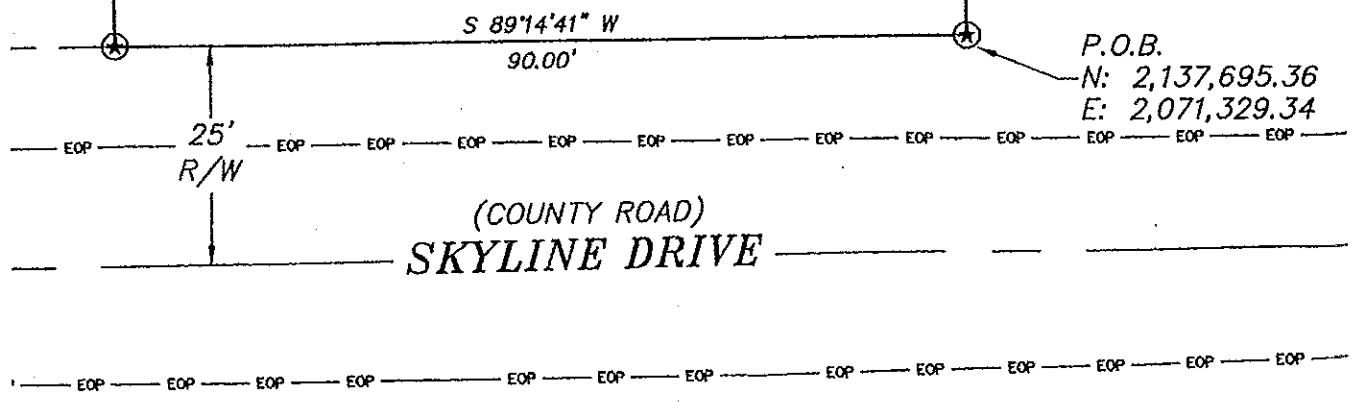 S 89°14'41" W
90.00'
P.O.B.
N: 2,137,695.36
E: 2,071,329.34
25'
R/W
EOP EOP EOP EOP EOP EOP EOP EOP EOP EOP EOP EOP EOP
(COUNTY ROAD)
SKYLINE DRIVE
EOP EOP EOP EOP EOP EOP EOP EOP EOP EOP EOP EOP EOP